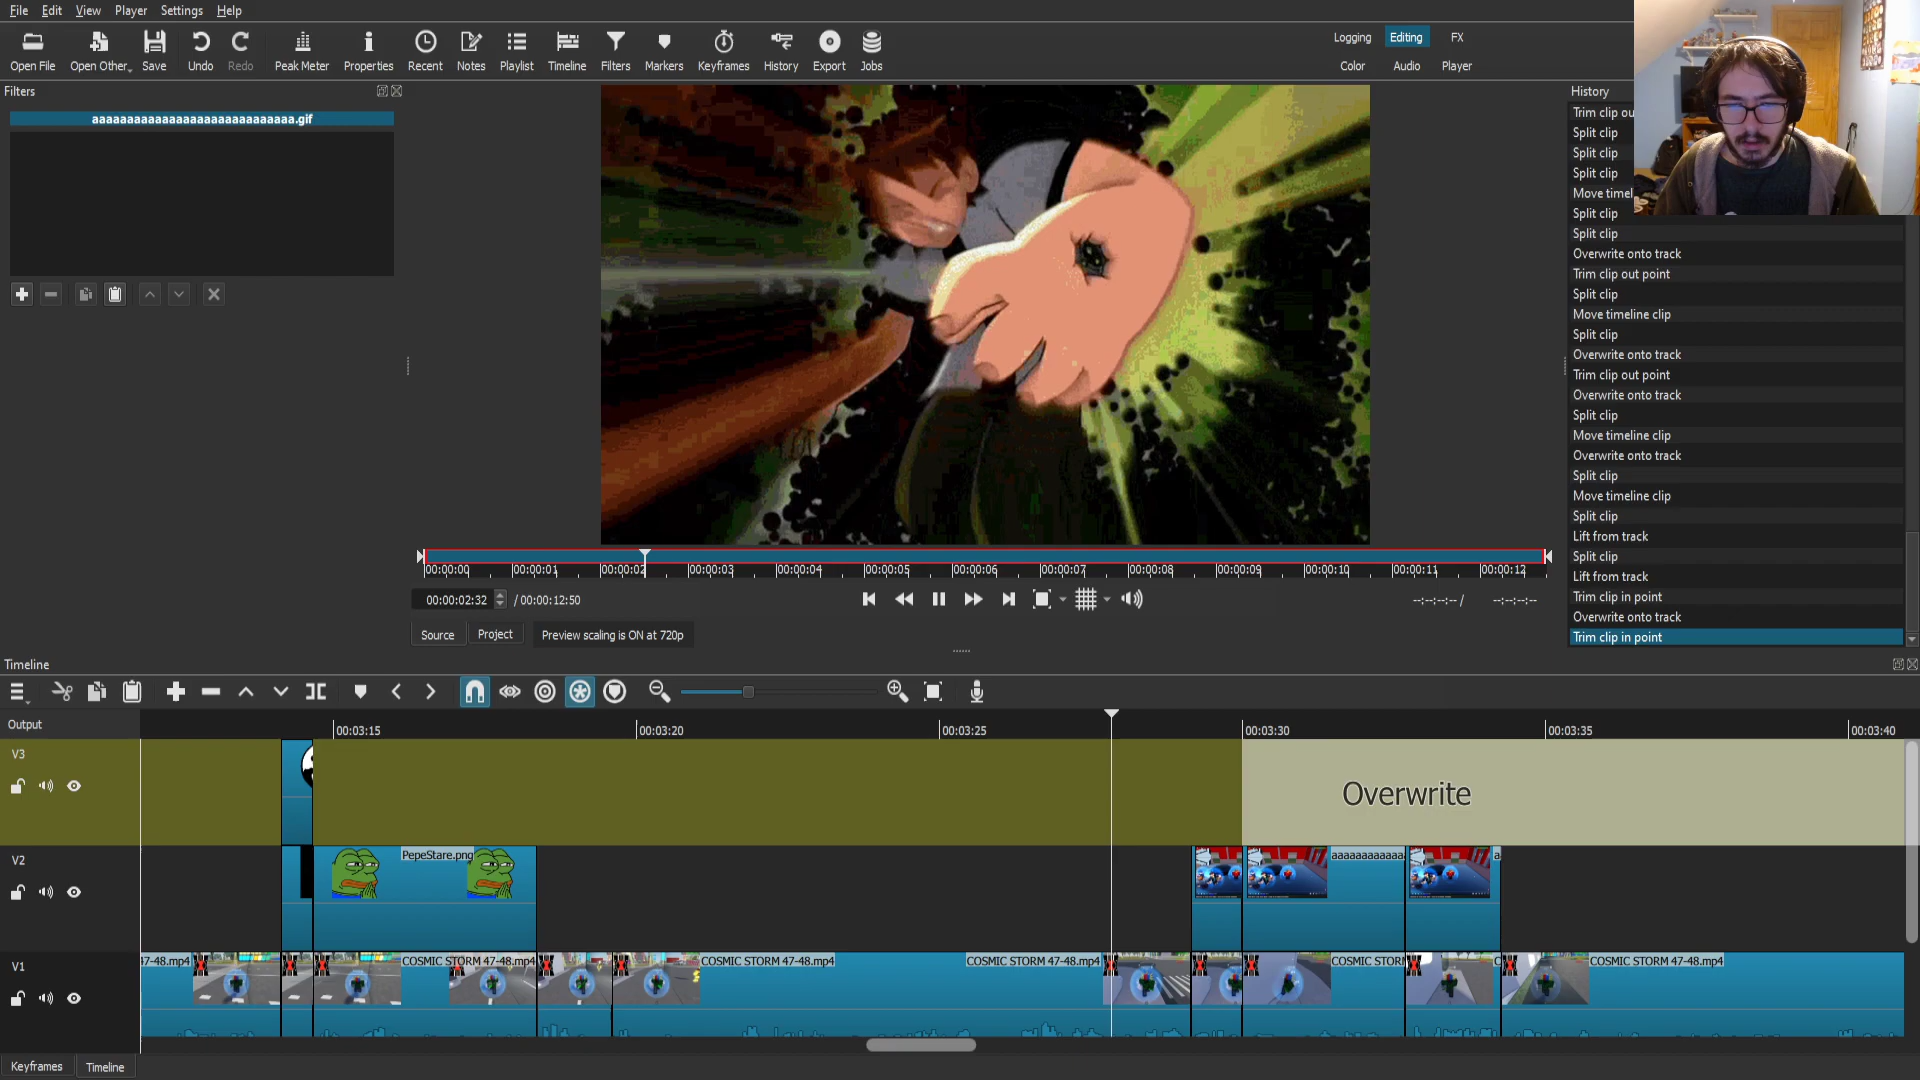 File Edit View Player Settings Help
Open File Open Other... Save Undo Redo Peak Meter Properties Recent Notes Playlist Timeline Filters Markers Keyframes History Export Jobs
Logging Editing FX
Color Audio Player
Filters
aaaaaaaaaaaaaaaaaaaaaaaaaaaaa.gif
History
Trim clip ou
Split clip
Split clip
Split clip
Move timel
Split clip
Split clip
Overwrite onto track
Trim clip out point
Split clip
Move timeline clip
Split clip
Overwrite onto track
Trim clip out point
Overwrite onto track
Split clip
Move timeline clip
Overwrite onto track
Split clip
Move timeline clip
Split clip
Lift from track
Split clip
Lift from track
Trim clip in point
Overwrite onto track
Trim clip in point
00:00:00 00:00:01 00:00:02 00:00:03 00:00:04 00:00:05 00:00:06 00:00:07 00:00:08 00:00:09 00:00:10 00:00:11 00:00:12
00:00:02:32 / 00:00:12:50 --:--:--:-- / --:--:--:--
Source Project Preview scaling is ON at 720p
Timeline
Output
00:03:15 00:03:20 00:03:25 00:03:30 00:03:35 00:03:40
V3
Overwrite
V2
PepeStare.png aaaaaaaaaaaa a
V1
47-48.mp4 COSMIC STORM 47-48.mp4 COSMIC STORM 47-48.mp4 COSMIC STORM 47-48.mp4 COSMIC STORM C COSMIC STORM 47-48.mp4
Keyframes Timeline